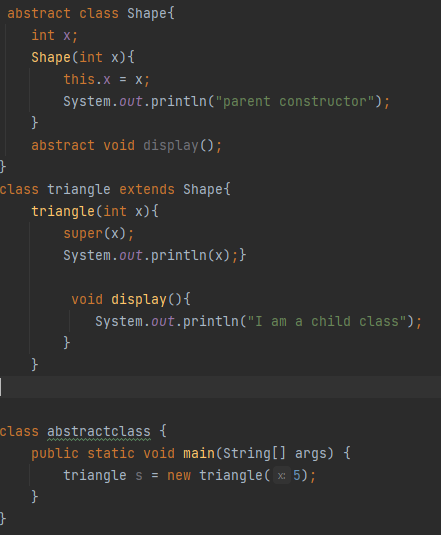 abstract class Shape{
int x;
Shape(int x){
this.x = x;
System.out.println("parent constructor");
}
abstract void display();
}
class triangle extends Shape{
triangle(int x){
super(x);
System.out.println(x);}
void display(){
System.out.println("I am a child class");
}
}
class abstractclass {
public static void main(String[] args) {
triangle s = new triangle( x: 5);
}
}